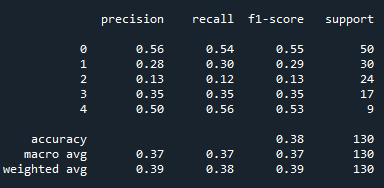 precision recall f1-score support
0 0.56 0.54 0.55 50
1 0.28 0.30 0.29 30
2 0.13 0.12 0.13 24
3 0.35 0.35 0.35 17
4 0.50 0.56 0.53 9
accuracy 0.38 130
macro avg 0.37 0.37 0.37 130
weighted avg 0.39 0.38 0.39 130